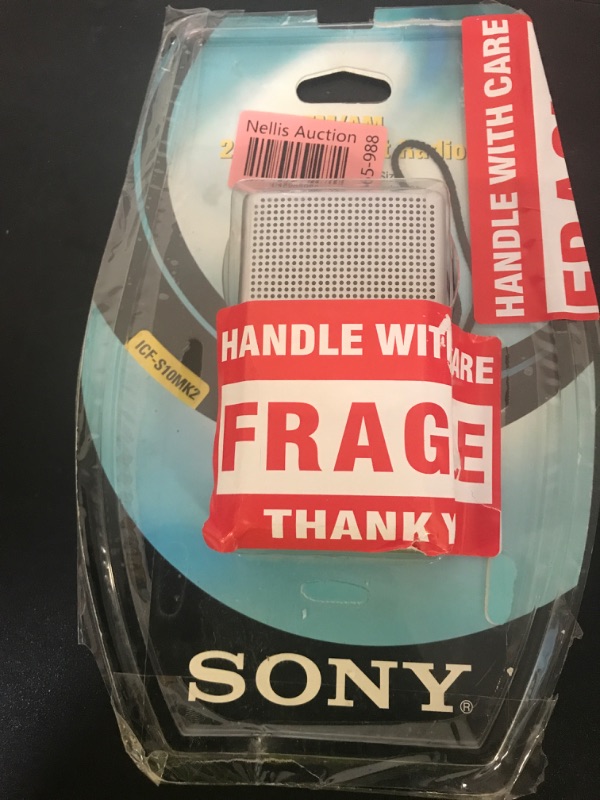 HANDLE WITH CARE
Nellis Auction
5-988
HANDLE WIT
ARE
FRAG
E
THANK Y
ICF-S10MK2
SONY
®